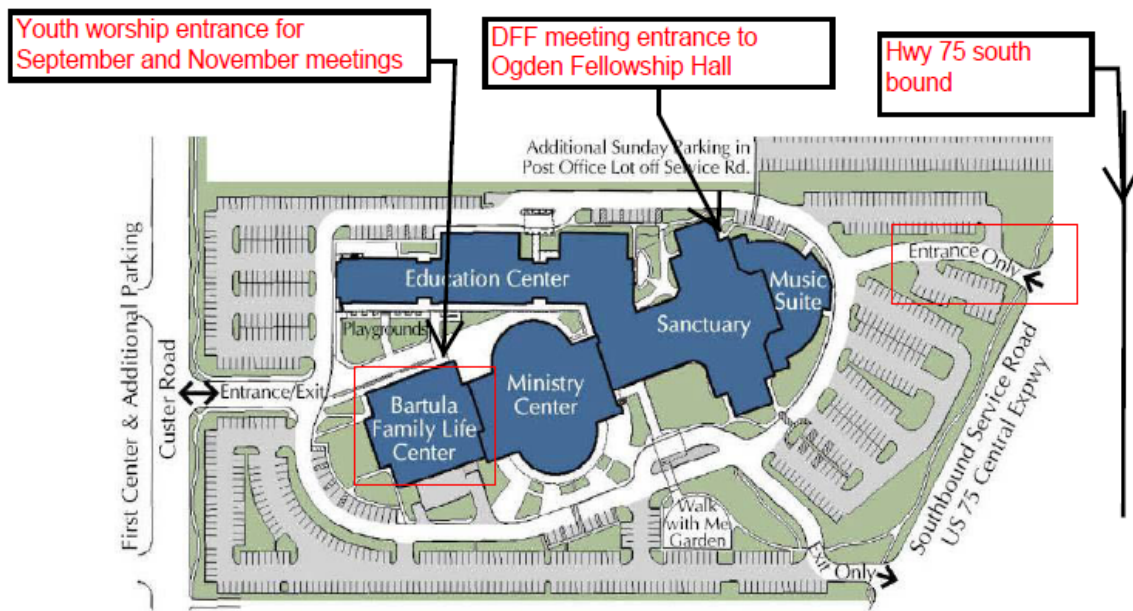 Youth worship entrance for
September and November meetings
DFF meeting entrance to
Ogden Fellowship Hall
Hwy 75 south
bound
Additional Sunday Parking in
Post Office Lot off Service Rd.
First Center & Additional Parking
Custer Road
Entrance/Exit
Education Center
Playgrounds
Bartula
Family Life
Center
Ministry
Center
Sanctuary
Music
Suite
Entrance Only
Walk
with Me
Garden
Exit Only
Southbound Service Road
US 75 Central Expwy